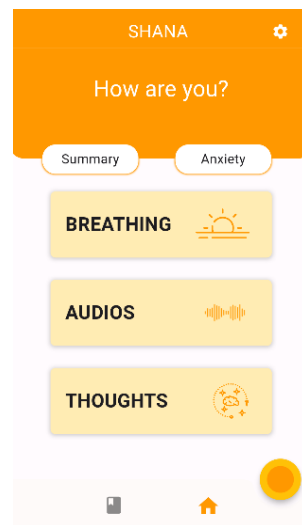 SHANA
How are you?
Summary
Anxiety
BREATHING
AUDIOS
THOUGHTS